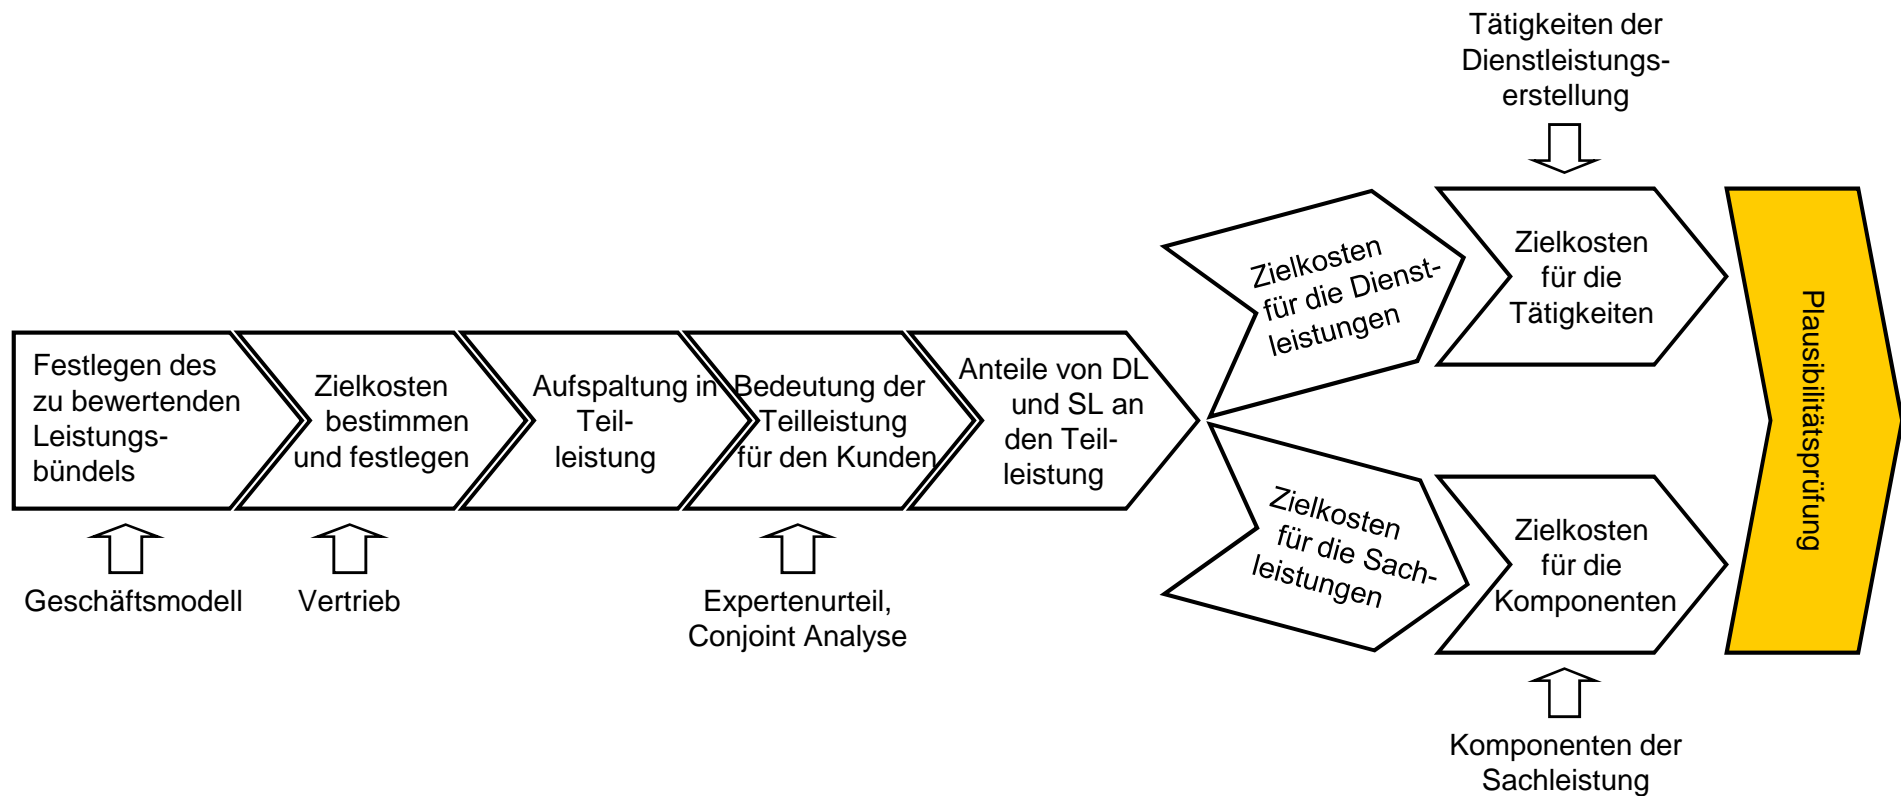 Tätigkeiten der
Dienstleistungs-
erstellung
Zielkosten
für die Dienst-
leistungen
Zielkosten
für die
Tätigkeiten
Plausibilitätsprüfung
Festlegen des
zu bewertenden
Leistungs-
bündels
Zielkosten
bestimmen
und festlegen
Aufspaltung in
Teil-
leistung
Bedeutung der
Teilleistung
für den Kunden
Anteile von DL
und SL an
den Teil-
leistung
Zielkosten
für die Sach-
leistungen
Zielkosten
für die
Komponenten
Geschäftsmodell
Vertrieb
Expertenurteil,
Conjoint Analyse
Komponenten der
Sachleistung